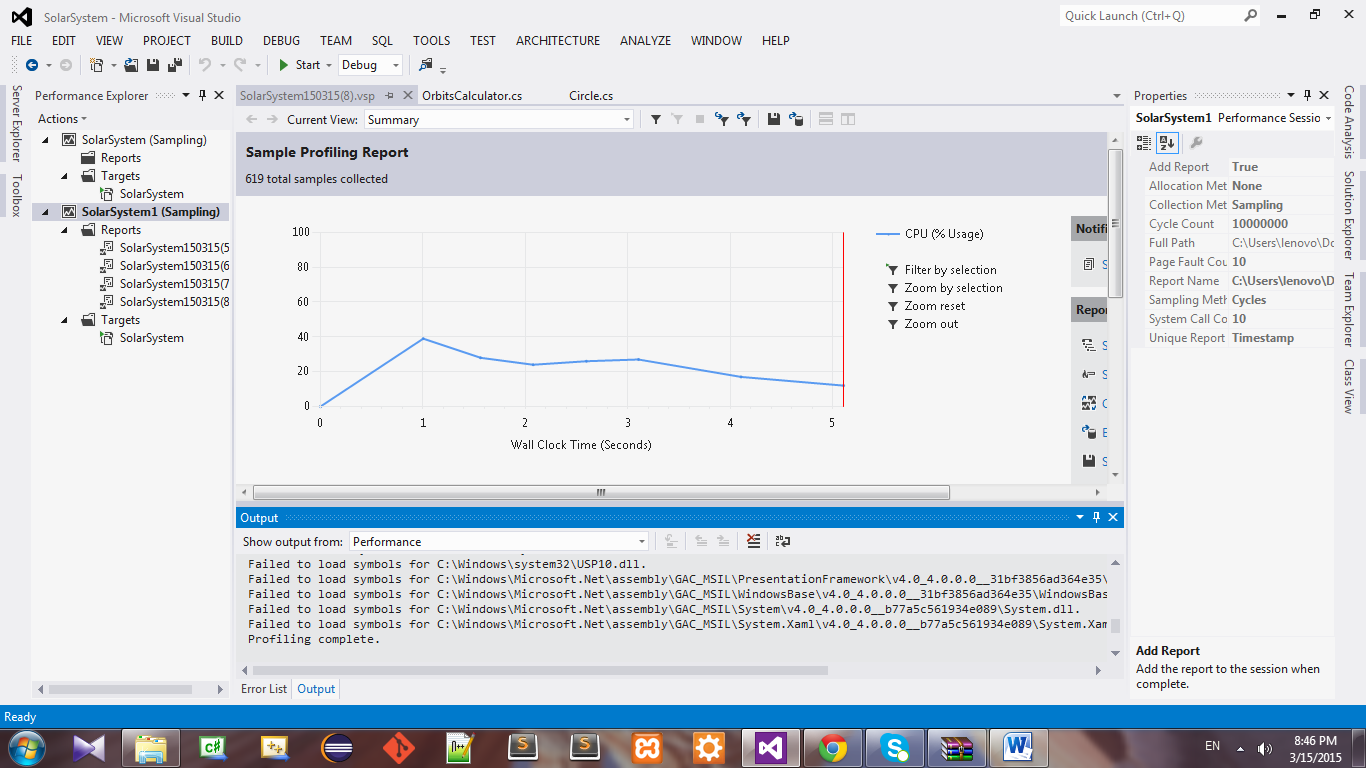 SolarSystem - Microsoft Visual Studio
Quick Launch (Ctrl+Q)
FILE EDIT VIEW PROJECT BUILD DEBUG TEAM SQL TOOLS TEST ARCHITECTURE ANALYZE WINDOW HELP
Start Debug
Server Explorer
Toolbox
Performance Explorer
Actions
SolarSystem (Sampling)
Reports
Targets
SolarSystem
SolarSystem1 (Sampling)
Reports
SolarSystem150315(5
SolarSystem150315(6
SolarSystem150315(7
SolarSystem150315(8
Targets
SolarSystem
SolarSystem150315(8).vsp OrbitsCalculator.cs Circle.cs
Current View: Summary
Sample Profiling Report
619 total samples collected
100
80
60
40
20
0
0 1 2 3 4 5
Wall Clock Time (Seconds)
CPU (% Usage)
Filter by selection
Zoom by selection
Zoom reset
Zoom out
Notifi
S
Repor
S
S
C
E
S
Output
Show output from: Performance
Failed to load symbols for C:\Windows\system32\USP10.dll.
Failed to load symbols for C:\Windows\Microsoft.Net\assembly\GAC_MSIL\PresentationFramework\v4.0_4.0.0.0__31bf3856ad364e35\
Failed to load symbols for C:\Windows\Microsoft.Net\assembly\GAC_MSIL\WindowsBase\v4.0_4.0.0.0__31bf3856ad364e35\WindowsBas
Failed to load symbols for C:\Windows\Microsoft.Net\assembly\GAC_MSIL\System\v4.0_4.0.0.0__b77a5c561934e089\System.dll.
Failed to load symbols for C:\Windows\Microsoft.Net\assembly\GAC_MSIL\System.Xaml\v4.0_4.0.0.0__b77a5c561934e089\System.Xam
Profiling complete.
Error List Output
Properties
SolarSystem1 Performance Sessio
Add Report True
Allocation Met None
Collection Met Sampling
Cycle Count 10000000
Full Path C:\Users\lenovo\Do
Page Fault Cou 10
Report Name C:\Users\lenovo\D
Sampling Meth Cycles
System Call Co 10
Unique Report Timestamp
Add Report
Add the report to the session when
complete.
Code Analysis
Solution Explorer
Team Explorer
Class View
Ready
EN
8:46 PM
3/15/2015